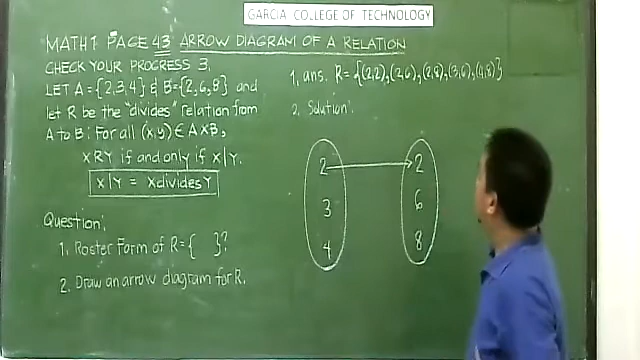 GARCIA COLLEGE OF TECHNOLOGY
MATH 1 PAGE 43 ARROW DIAGRAM OF A RELATION
CHECK YOUR PROGRESS 3.
LET A = {2,3,4} & B = {2,6,8} and
let R be the "divides" relation from
A to B: For all (x,y) ∈ AXB,
XRY if and only if x|y.
x|y = x divides y
Question:
1. Roster Form of R = { }?
2. Draw an arrow diagram for R.
1. ans. R = {(2,2),(2,6),(2,8),(3,6),(4,8)}
2. Solution:
2 → 2
3 6
4 8